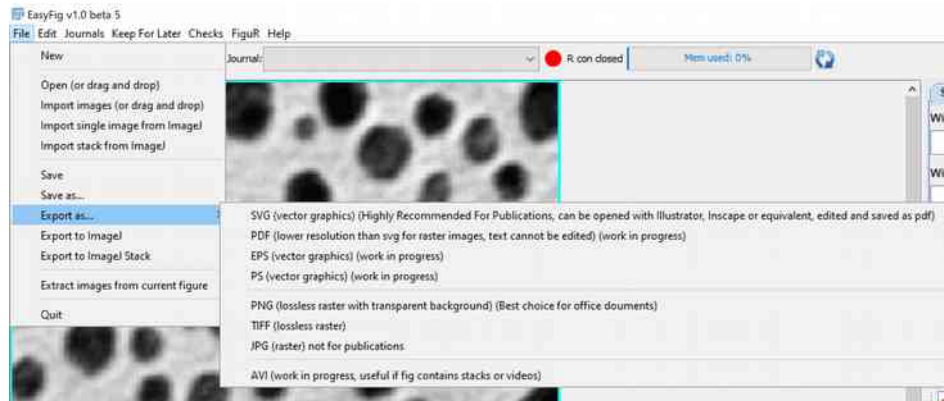 EasyFig v1.0 beta 5
File Edit Journals Keep For Later Checks FiguR Help
New
Journal:
R con closed
Mem used: 0%
Open (or drag and drop)
Import images (or drag and drop)
Import single image from ImageJ
Import stack from ImageJ
Save
Save as...
Export as...
SVG (vector graphics) (Highly Recommended For Publications, can be opened with Illustrator, Inscape or equivalent, edited and saved as pdf)
Export to ImageJ
PDF (lower resolution than svg for raster images, text cannot be edited) (work in progress)
Export to ImageJ Stack
EPS (vector graphics) (work in progress)
PS (vector graphics) (work in progress)
Extract images from current figure
PNG (lossless raster with transparent background) (Best choice for office douments)
Quit
TIFF (lossless raster)
JPG (raster) not for publications
AVI (work in progress, useful if fig contains stacks or videos)